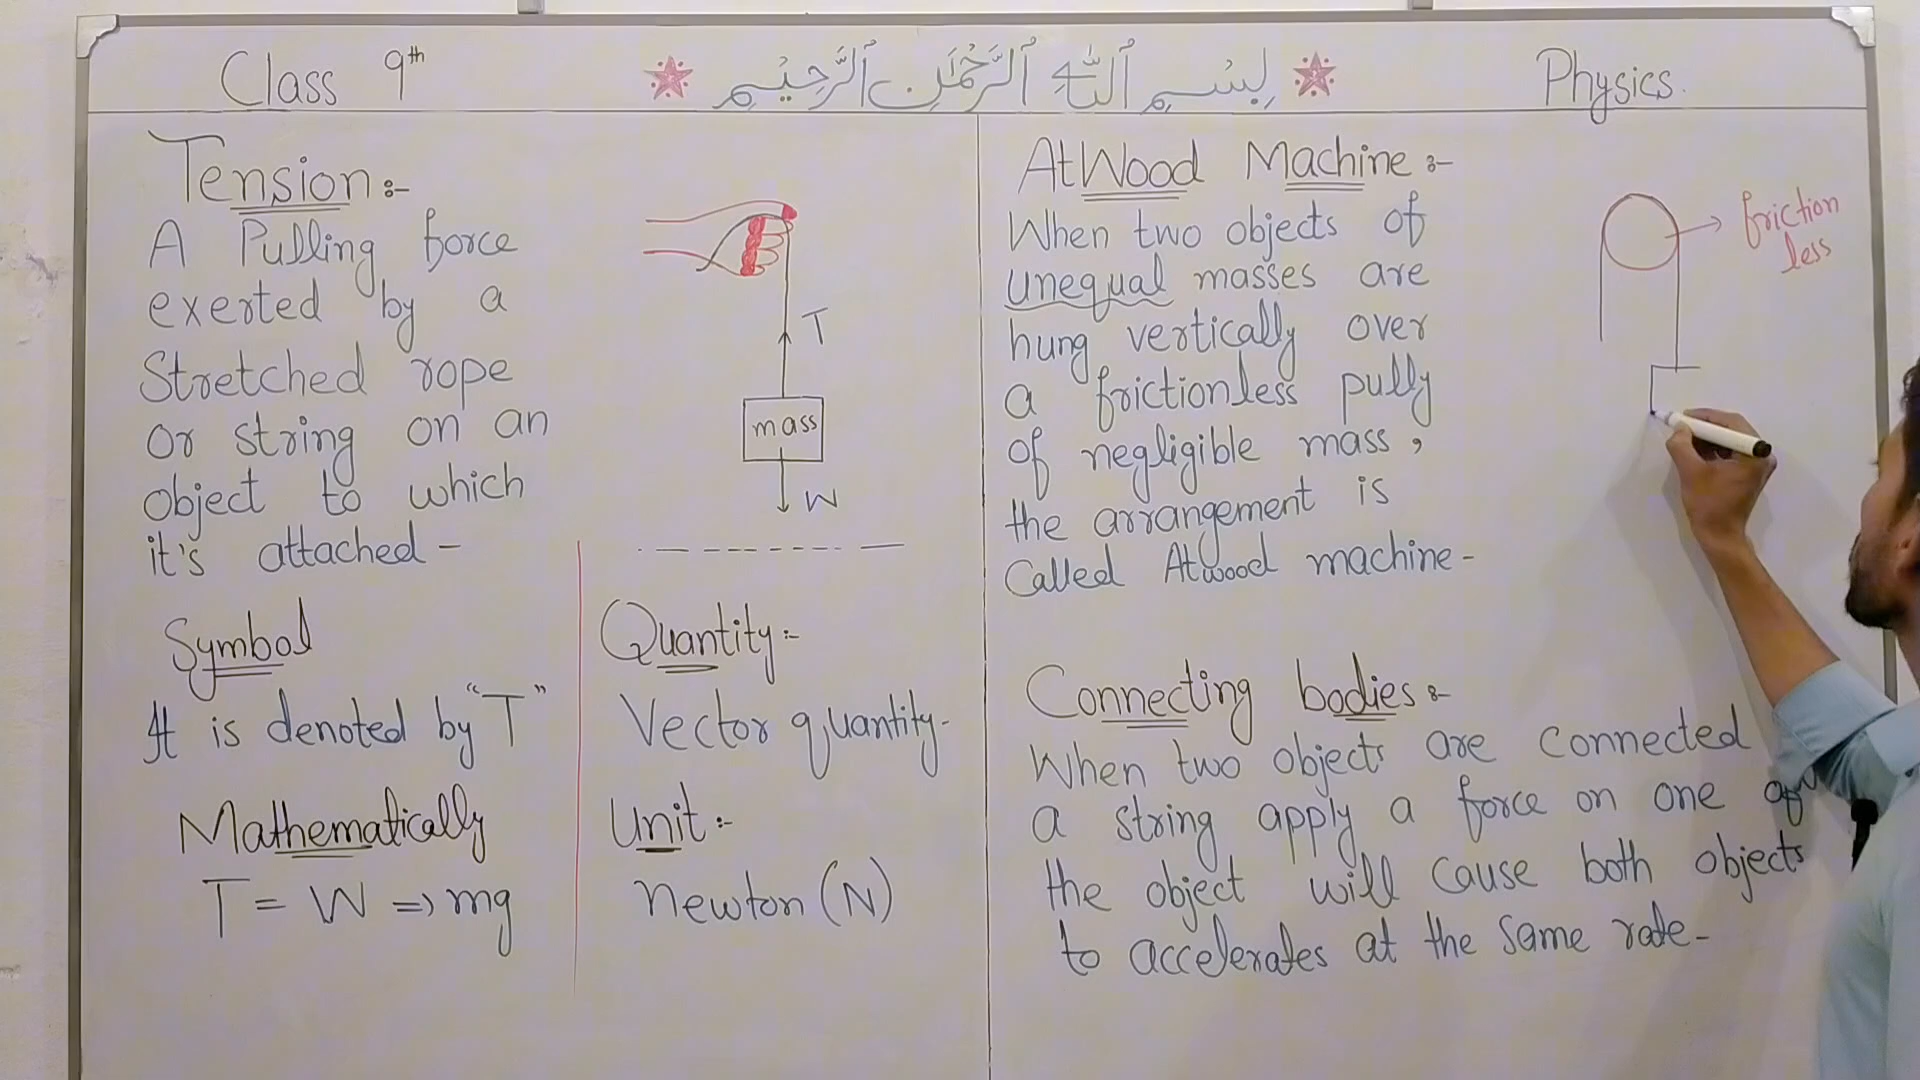 Class 9th
بِسْمِ ٱللَّٰهِ ٱلرَّحْمَٰنِ ٱلرَّحِيمِ
Physics.
Tension:-
A Pulling force
exerted by a
Stretched rope
Or string on an
object to which
it's attached-
T
mass
W
Symbol
It is denoted by "T"
Mathematically
T = W => mg
Quantity:-
Vector quantity-
Unit:-
newton (N)
AtWood Machine:-
When two objects of
unequal masses are
hung vertically over
a frictionless pully
of negligible mass,
the arrangement is
Called Atwood machine-
friction
less
Connecting bodies:-
When two objects are connected
a string apply a force on one of
the object will cause both objects
to accelerates at the same rate-